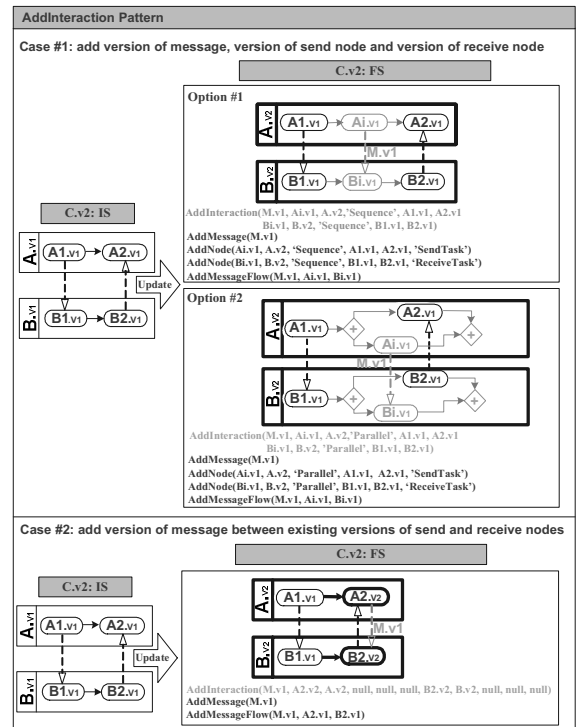 AddInteraction Pattern
Case #1: add version of message, version of send node and version of receive node
C.v2: FS
Option #1
A.v2
A1.v1
Ai.v1
A2.v1
M.v1
B.v2
B1.v1
Bi.v1
B2.v1
AddInteraction(M.v1, Ai.v1, A.v2,'Sequence', A1.v1, A2.v1
Bi.v1, B.v2, 'Sequence', B1.v1, B2.v1)
AddMessage(M.v1)
AddNode(Ai.v1, A.v2, 'Sequence', A1.v1, A2.v1, 'SendTask')
AddNode(Bi.v1, B.v2, 'Sequence', B1.v1, B2.v1, 'ReceiveTask')
AddMessageFlow(M.v1, Ai.v1, Bi.v1)
C.v2: IS
A.v1
A1.v1
A2.v1
B.v1
B1.v1
B2.v1
Update
Option #2
A.v2
A1.v1
A2.v1
Ai.v1
M.v1
B.v2
B1.v1
B2.v1
Bi.v1
AddInteraction(M.v1, Ai.v1, A.v2,'Parallel', A1.v1, A2.v1
Bi.v1, B.v2, 'Parallel', B1.v1, B2.v1)
AddMessage(M.v1)
AddNode(Ai.v1, A.v2, 'Parallel', A1.v1, A2.v1, 'SendTask')
AddNode(Bi.v1, B.v2, 'Parallel', B1.v1, B2.v1, 'ReceiveTask')
AddMessageFlow(M.v1, Ai.v1, Bi.v1)
Case #2: add version of message between existing versions of send and receive nodes
C.v2: FS
C.v2: IS
A.v1
A1.v1
A2.v1
B.v1
B1.v1
B2.v1
Update
A.v2
A1.v1
A2.v2
M.v1
B.v2
B1.v1
B2.v2
AddInteraction(M.v1, A2.v2, A.v2, null, null, null, B2.v2, B.v2, null, null, null)
AddMessage(M.v1)
AddMessageFlow(M.v1, A2.v1, B2.v1)